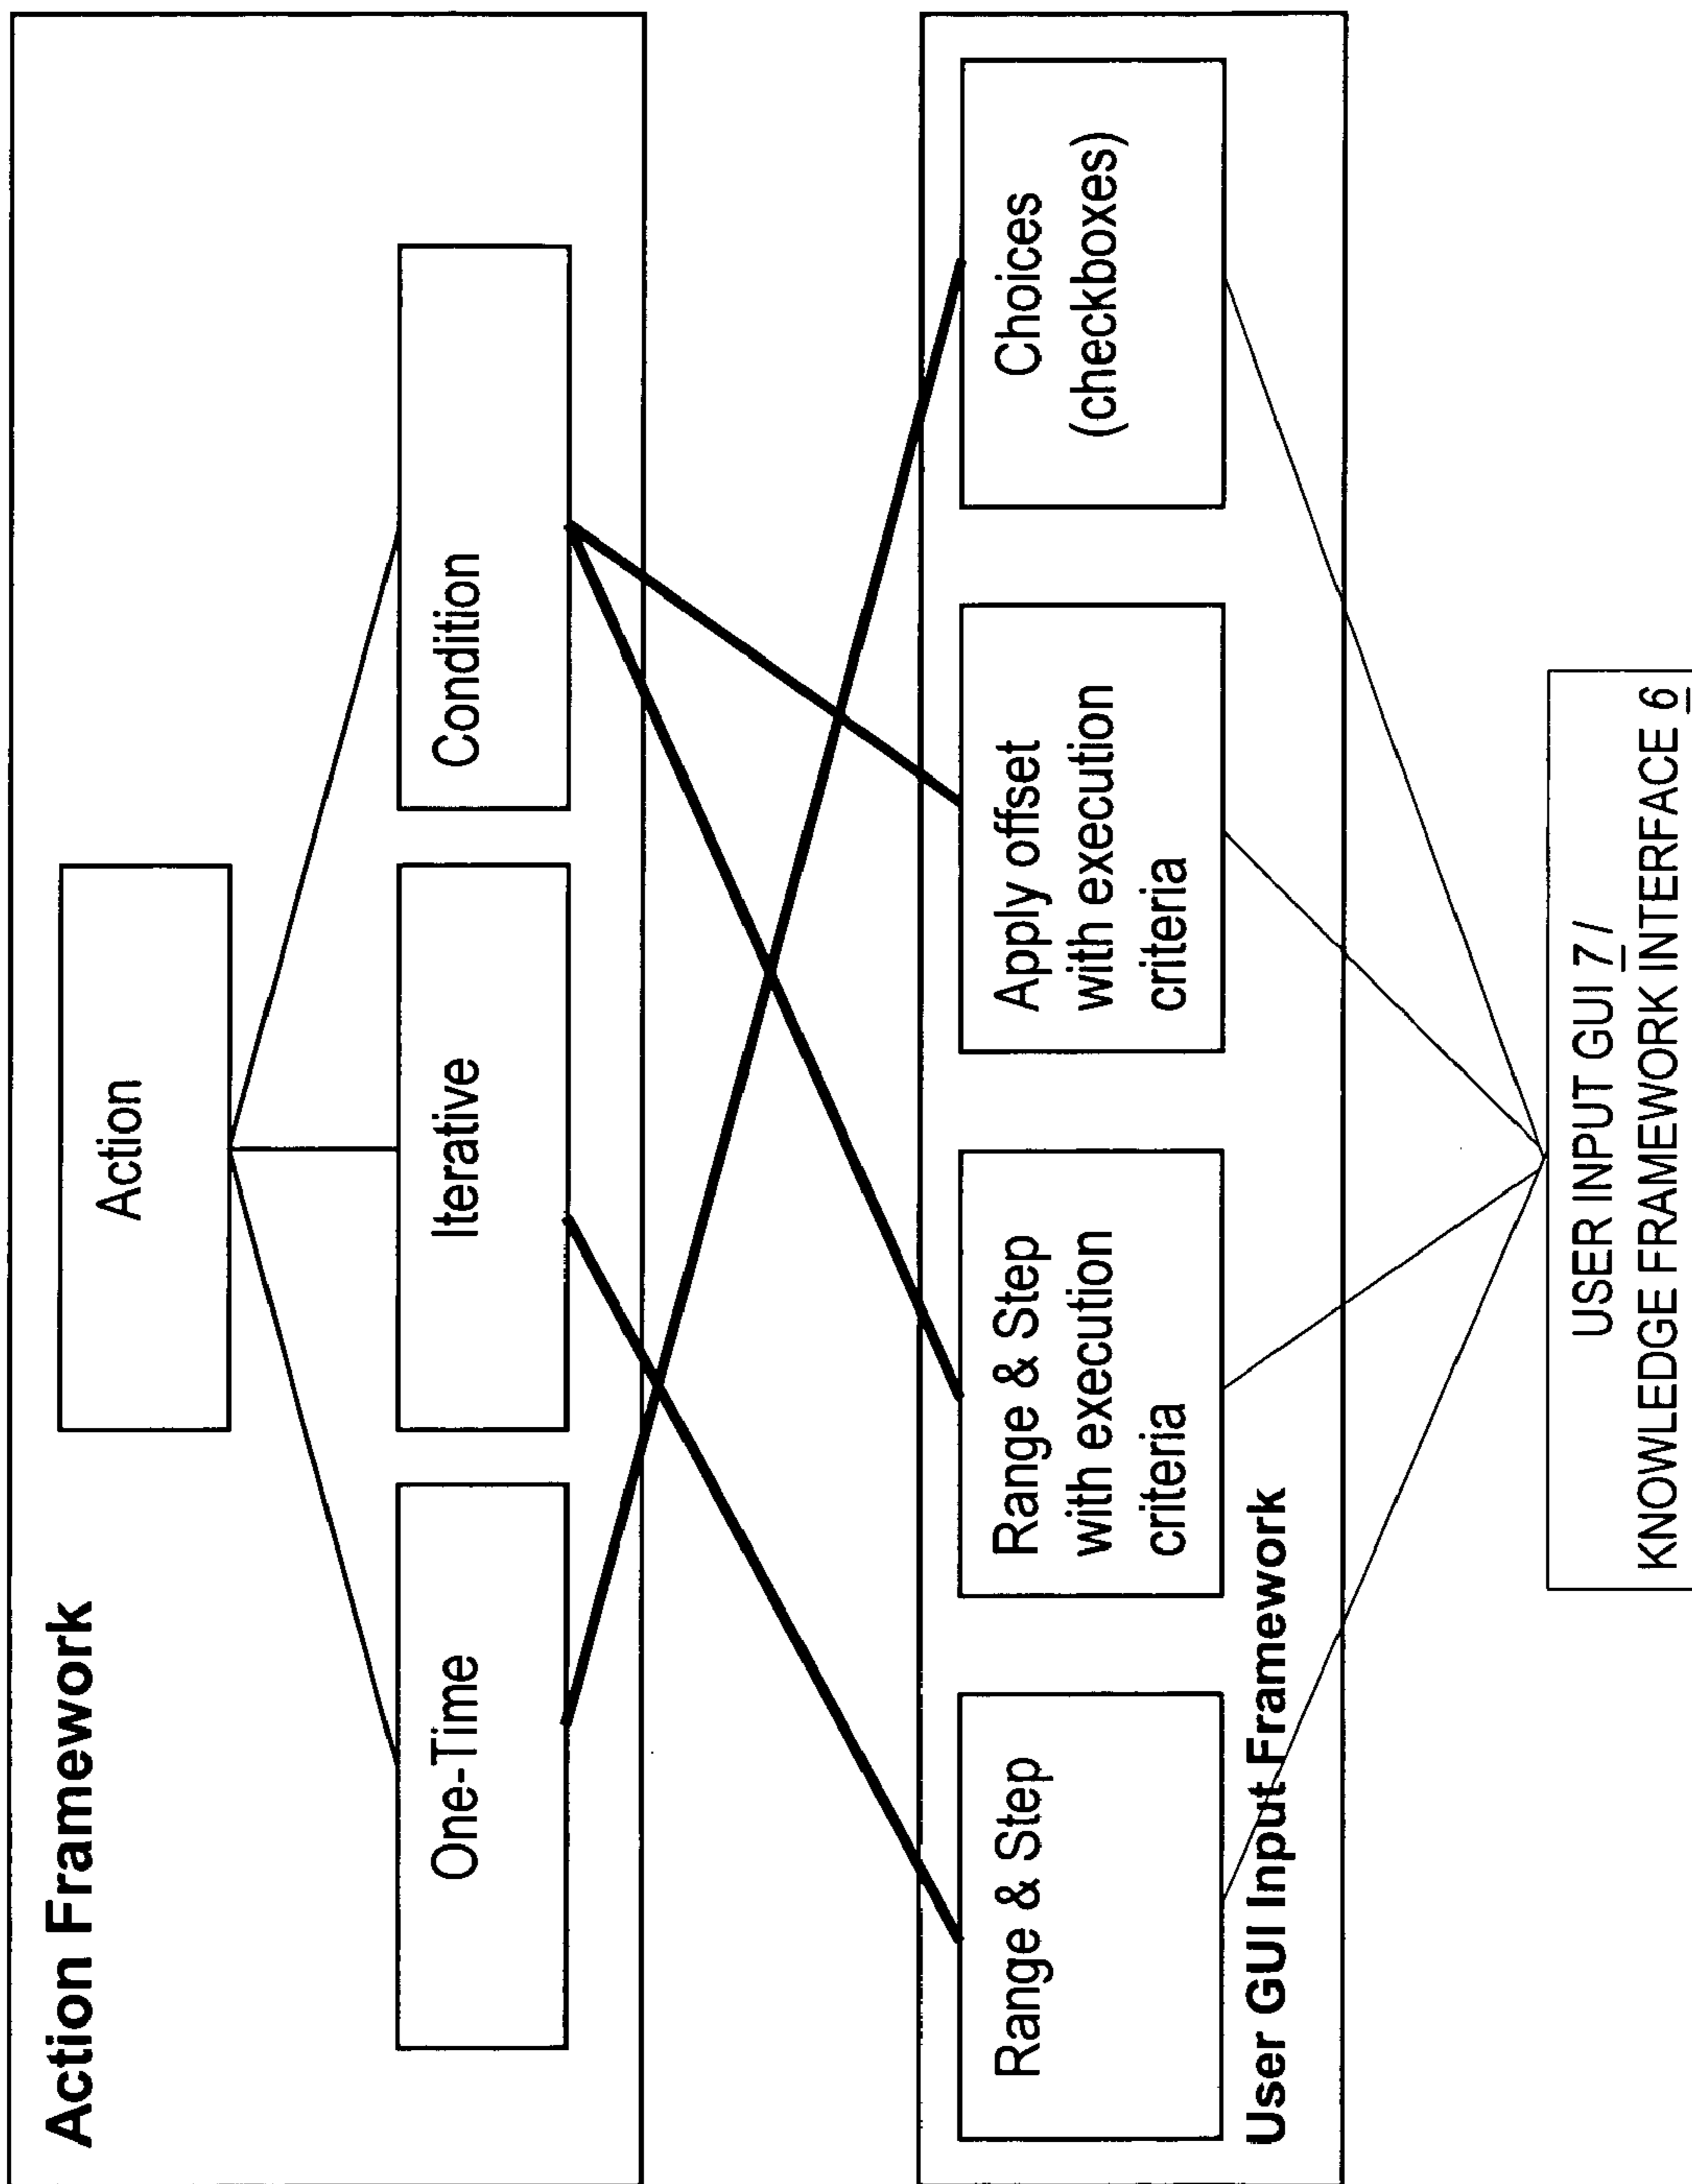 Action Framework
Action
One-Time
Iterative
Condition
Range & Step
Range & Step
with execution
criteria
Apply offset
with execution
criteria
Choices
(checkboxes)
User GUI Input Framework
USER INPUT GUI 7 /
KNOWLEDGE FRAMEWORK INTERFACE 6